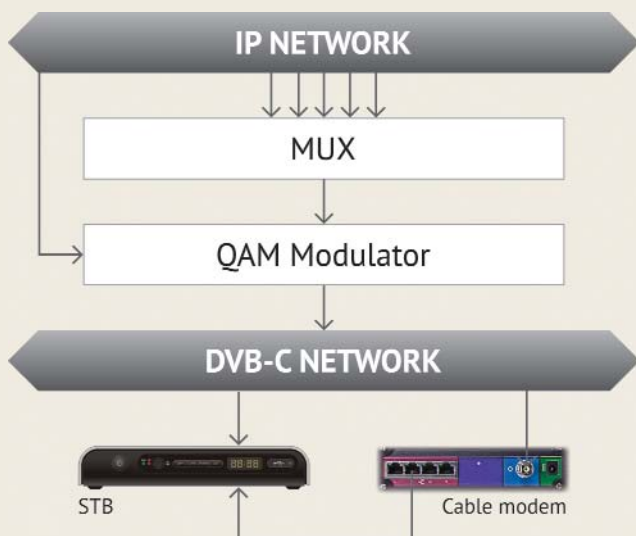 IP NETWORK
MUX
QAM Modulator
DVB-C NETWORK
STB
Cable modem